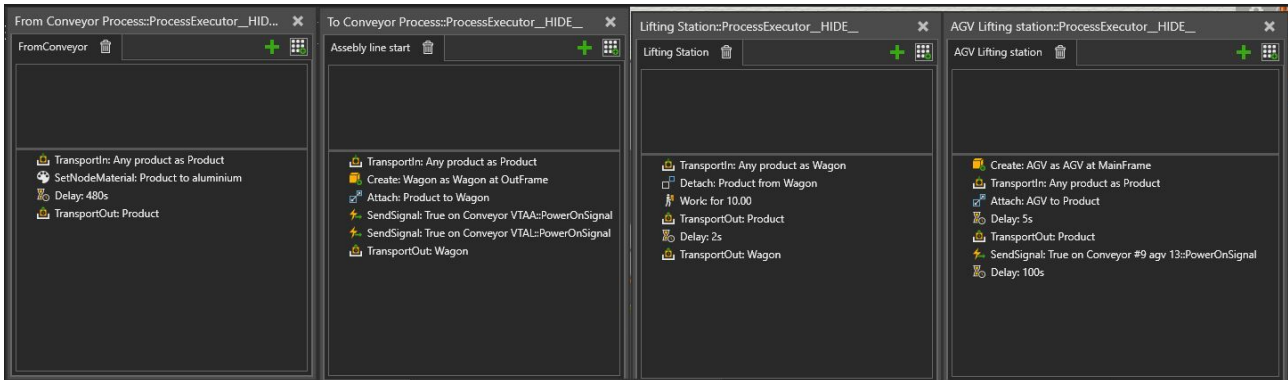 From Conveyor Process::ProcessExecutor__HID...
FromConveyor
TransportIn: Any product as Product
SetNodeMaterial: Product to aluminium
Delay: 480s
TransportOut: Product
To Conveyor Process::ProcessExecutor__HIDE__
Assebly line start
TransportIn: Any product as Product
Create: Wagon as Wagon at OutFrame
Attach: Product to Wagon
SendSignal: True on Conveyor VTAA::PowerOnSignal
SendSignal: True on Conveyor VTAL::PowerOnSignal
TransportOut: Wagon
Lifting Station::ProcessExecutor__HIDE__
Lifting Station
TransportIn: Any product as Wagon
Detach: Product from Wagon
Work: for 10.00
TransportOut: Product
Delay: 2s
TransportOut: Wagon
AGV Lifting station::ProcessExecutor__HIDE__
AGV Lifting station
Create: AGV as AGV at MainFrame
TransportIn: Any product as Product
Attach: AGV to Product
Delay: 5s
TransportOut: Product
SendSignal: True on Conveyor #9 agv 13::PowerOnSignal
Delay: 100s